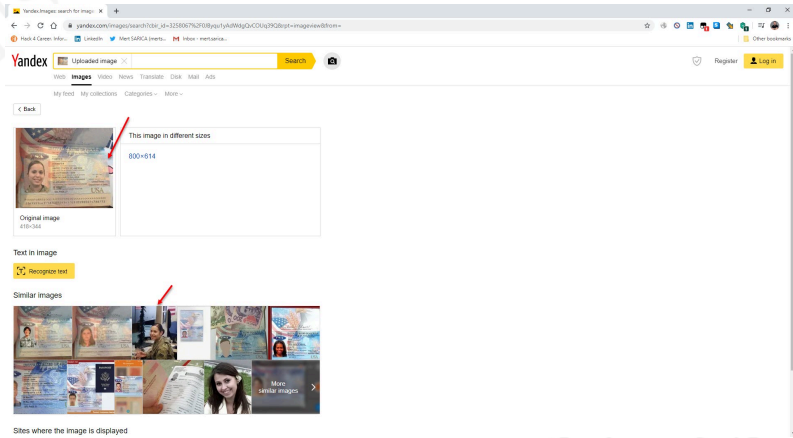 Yandex.Images: search for image
yandex.com/images/search?cbir_id=3258067%2F0J8yqu1yAdWdgQvCOUq39Q&rpt=imageview&from=
Hack 4 Career: Infor...
LinkedIn
Mert SARICA (merts...
Inbox - mert.sarica...
Other bookmarks
Yandex
Uploaded image
Search
Register
Log in
Web Images Video News Translate Disk Mail Ads
My feed My collections Categories More
< Back
This image in different sizes
800×614
USA
Original image
418×344
Text in image
Recognize text
Similar images
More
similar images
Sites where the image is displayed